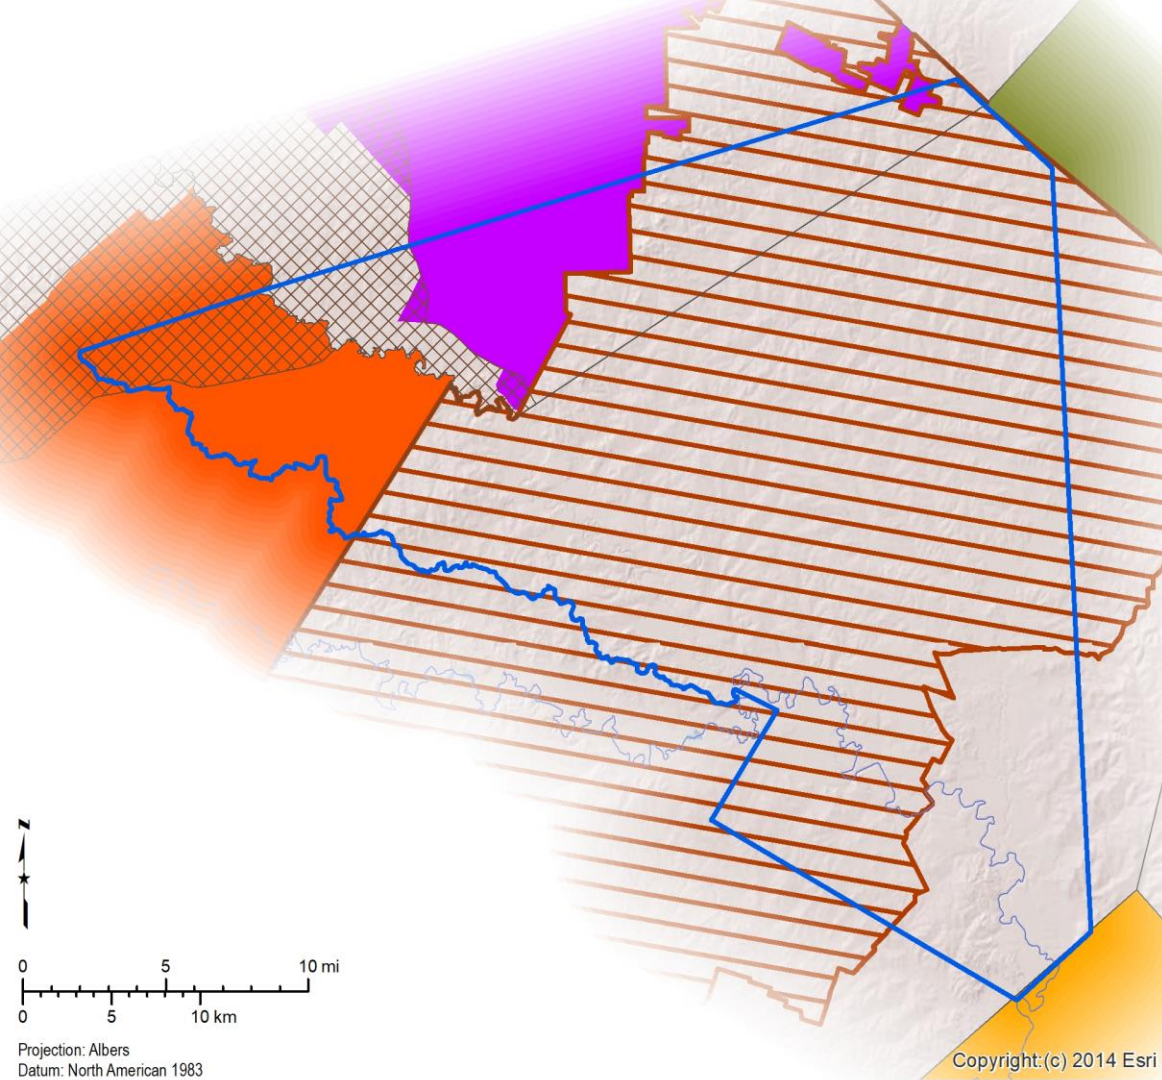 N
0 5 10 mi
0 5 10 km
Projection: Albers
Datum: North American 1983
Copyright:(c) 2014 Esri